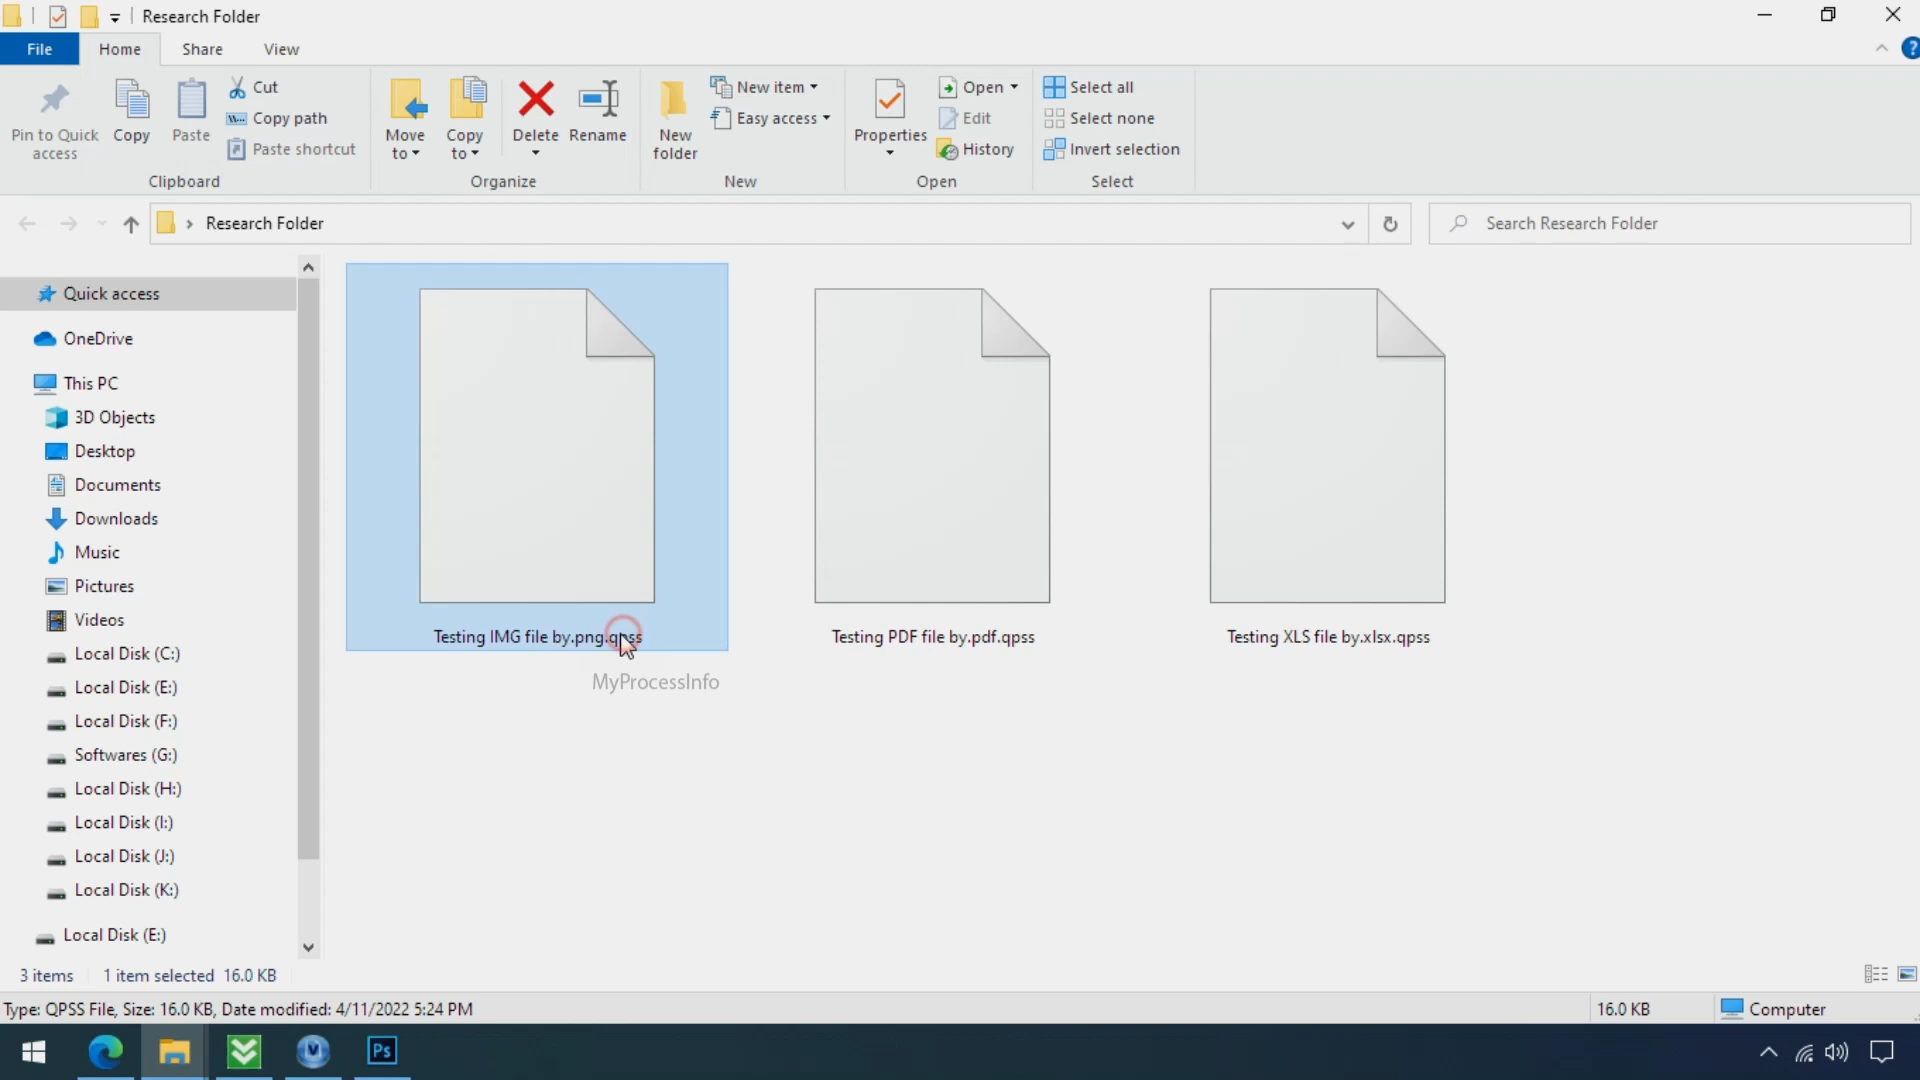 Research Folder
File Home Share View
Pin to Quick access
Copy
Paste
Cut
Copy path
Paste shortcut
Clipboard
Move to
Copy to
Delete
Rename
Organize
New folder
New item
Easy access
New
Properties
Open
Edit
History
Open
Select all
Select none
Invert selection
Select
Research Folder
Search Research Folder
Quick access
OneDrive
This PC
3D Objects
Desktop
Documents
Downloads
Music
Pictures
Videos
Local Disk (C:)
Local Disk (E:)
Local Disk (F:)
Softwares (G:)
Local Disk (H:)
Local Disk (I:)
Local Disk (J:)
Local Disk (K:)
Local Disk (E:)
Testing IMG file by.png.qpss
Testing PDF file by.pdf.qpss
Testing XLS file by.xlsx.qpss
MyProcessInfo
3 items 1 item selected 16.0 KB
Type: QPSS File, Size: 16.0 KB, Date modified: 4/11/2022 5:24 PM
16.0 KB
Computer
Ps